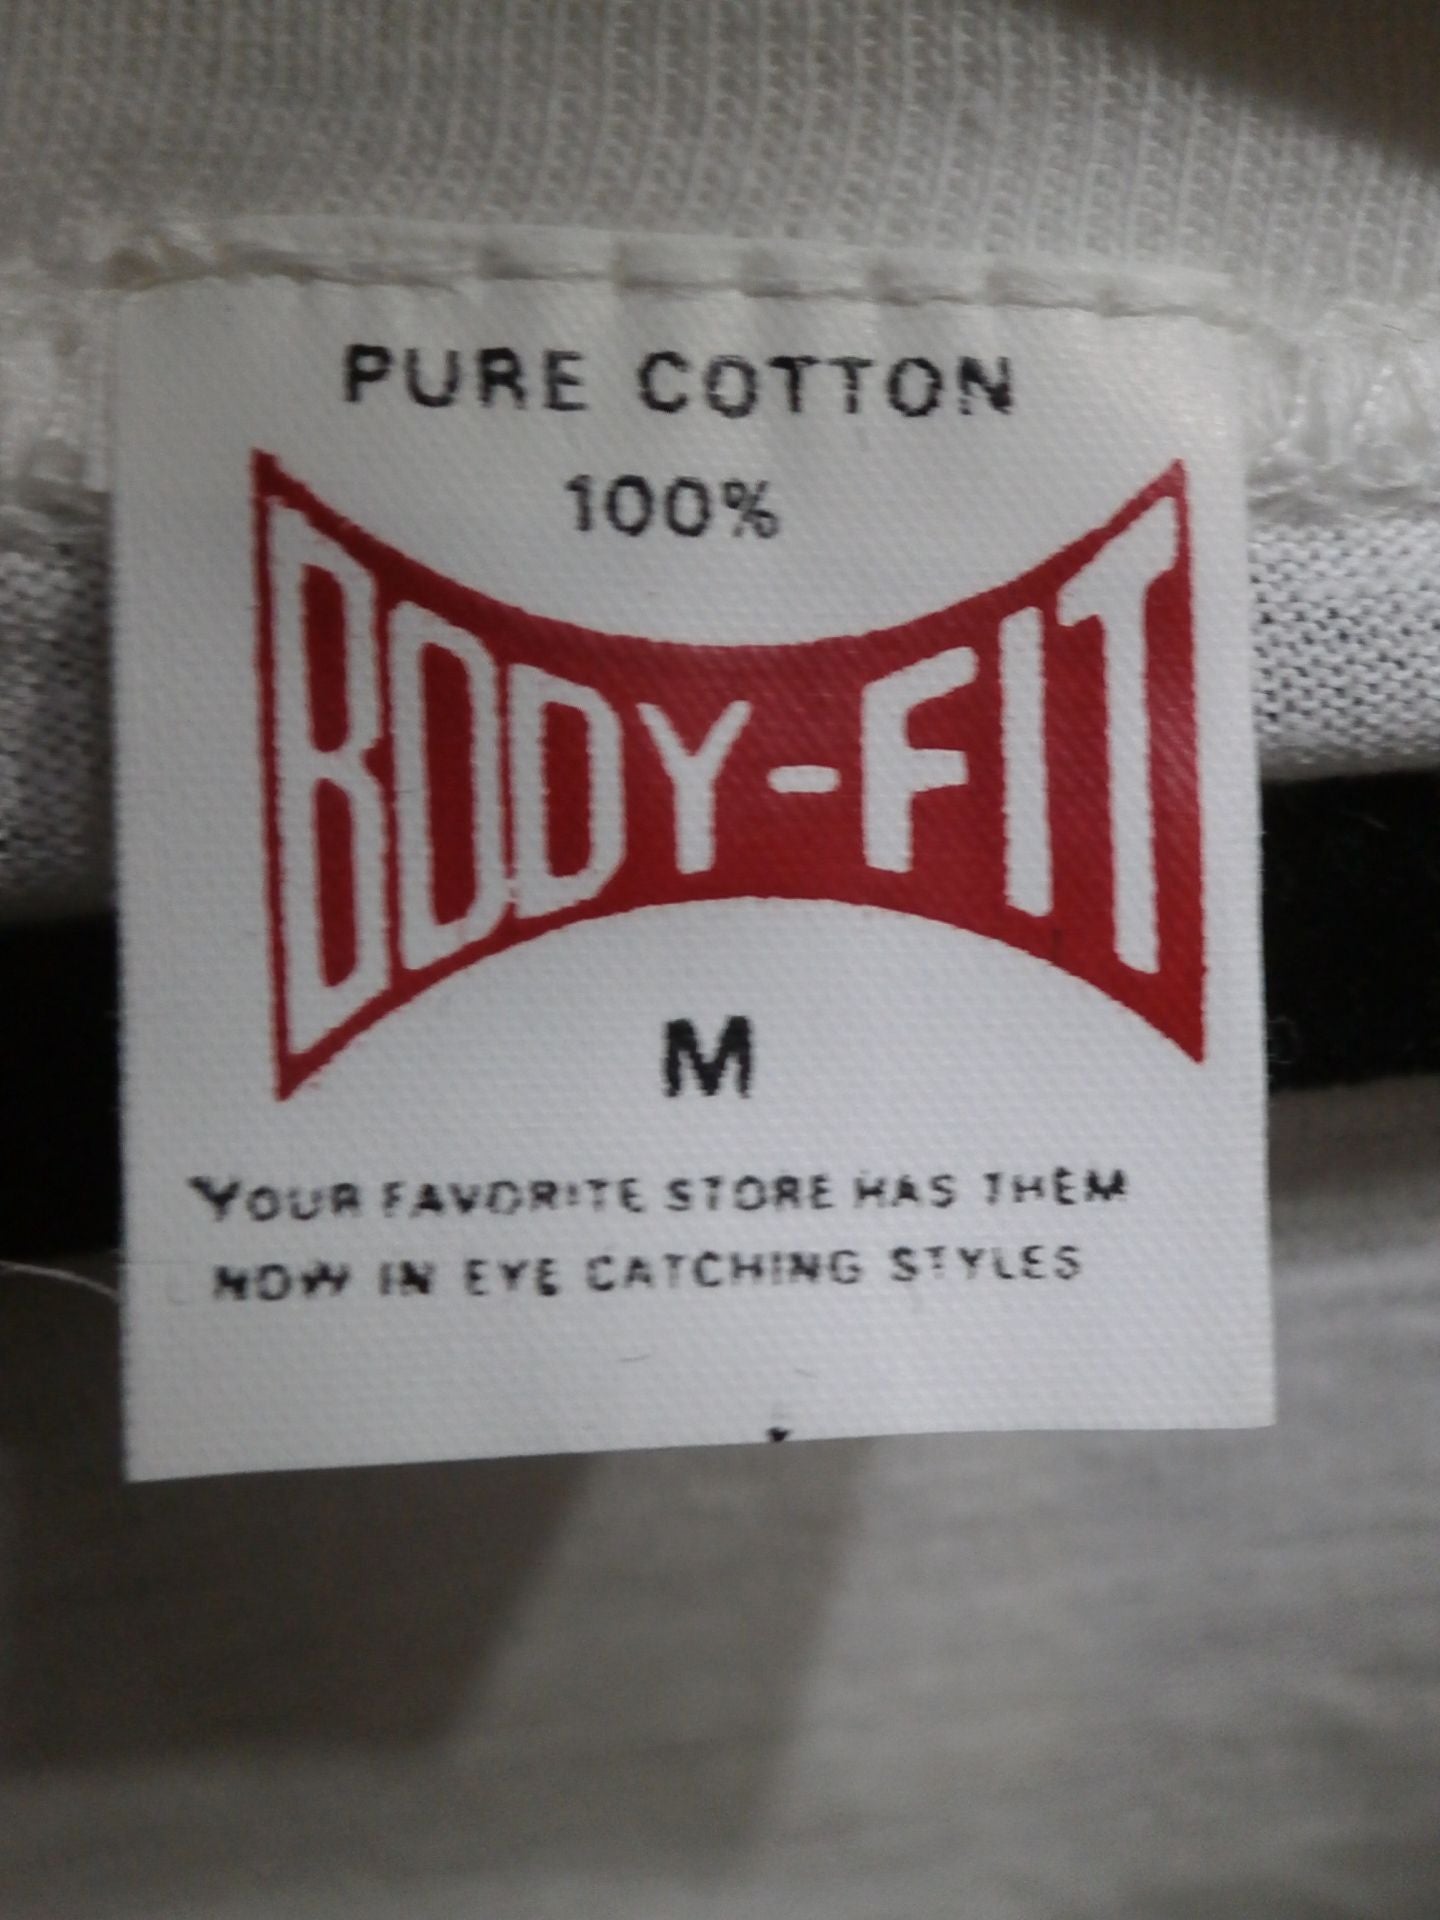 PURE COTTON
100%
BODY-FIT
M
YOUR FAVORITE STORE HAS THEM
NOW IN EYE CATCHING STYLES